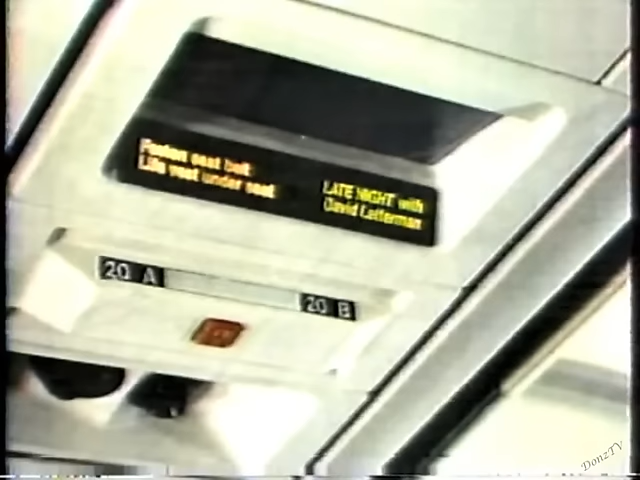 Fasten seat belt
Life vest under seat
LATE NIGHT with
David Letterman
20 A
20 B
DonzTV